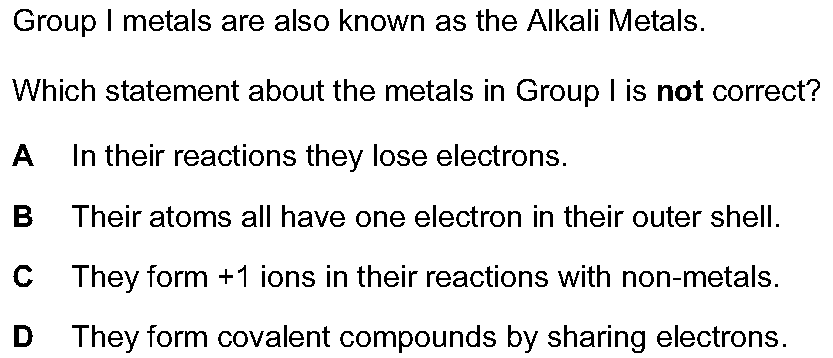 Group I metals are also known as the Alkali Metals.
Which statement about the metals in Group I is not correct?
A In their reactions they lose electrons.
B Their atoms all have one electron in their outer shell.
C They form +1 ions in their reactions with non-metals.
D They form covalent compounds by sharing electrons.